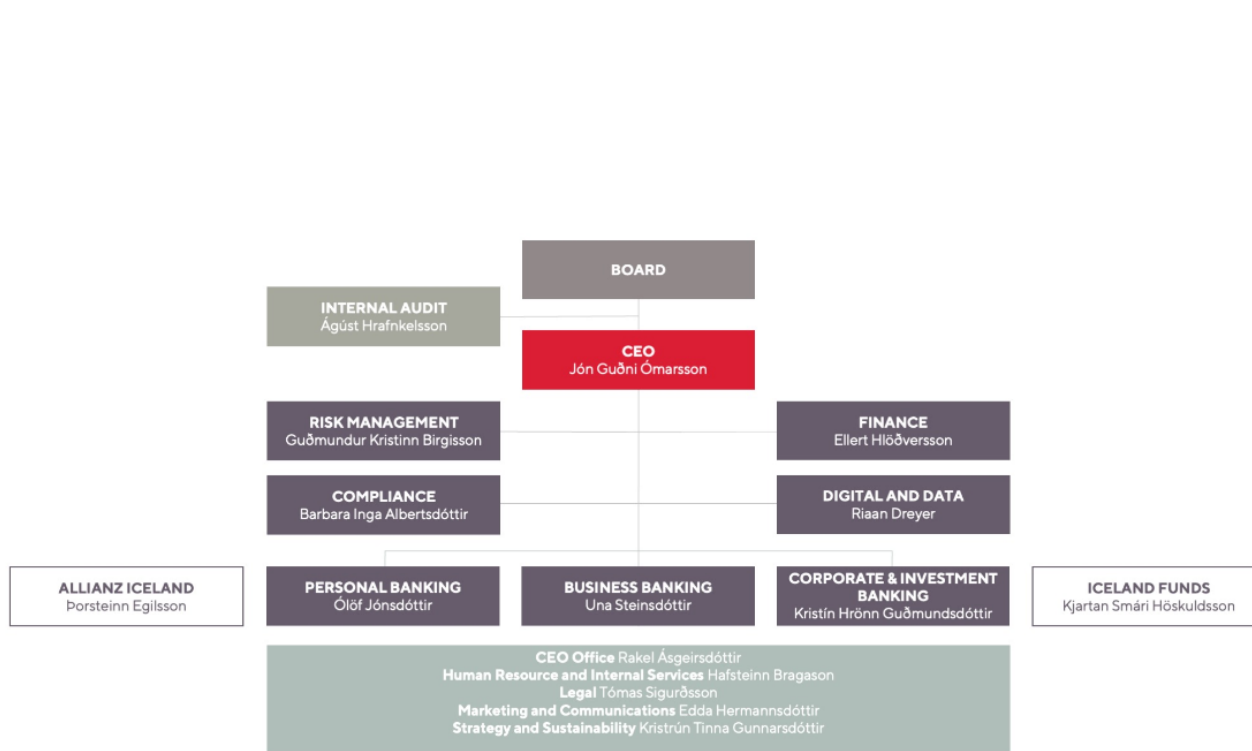 BOARD
INTERNAL AUDIT
Ágúst Hrafnkelsson
CEO
Jón Guðni Ómarsson
RISK MANAGEMENT
Guðmundur Kristinn Birgisson
FINANCE
Ellert Hlöðversson
COMPLIANCE
Barbara Inga Albertsdóttir
DIGITAL AND DATA
Riaan Dreyer
ALLIANZ ICELAND
Þorsteinn Egilsson
PERSONAL BANKING
Ólöf Jónsdóttir
BUSINESS BANKING
Una Steinsdóttir
CORPORATE & INVESTMENT
BANKING
Kristín Hrönn Guðmundsdóttir
ICELAND FUNDS
Kjartan Smári Höskuldsson
CEO Office Rakel Ásgeirsdóttir
Human Resource and Internal Services Hafsteinn Bragason
Legal Tómas Sigurðsson
Marketing and Communications Edda Hermannsdóttir
Strategy and Sustainability Kristrún Tinna Gunnarsdóttir